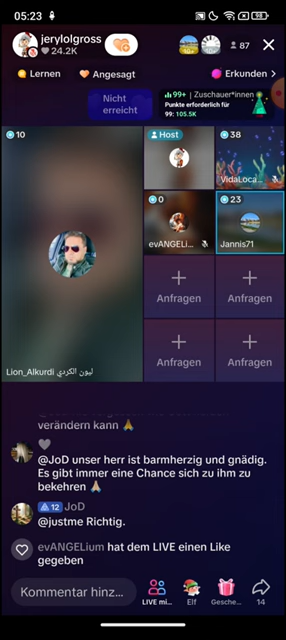 05:23
98
jerylolgross
24.2K
10+
87
Lernen
Angesagt
Erkunden >
Nicht
erreicht
99+ | Zuschauer*innen
Punkte erforderlich für
99: 105.5K
10
Host
38
VidaLoca...
0
evANGELi...
23
Jannis71
+
Anfragen
+
Anfragen
+
Anfragen
+
Anfragen
Lion_Alkurdi ليون الكردي
verändern kann 🙏🏽
🩶
@JoD unser herr ist barmherzig und gnädig.
Es gibt immer eine Chance sich zu ihm zu
bekehren 🙏🏽
12 JoD
@justme Richtig.
evANGELium hat dem LIVE einen Like
gegeben
Kommentar hinz...
LIVE mi...
Elf
Gesche...
14